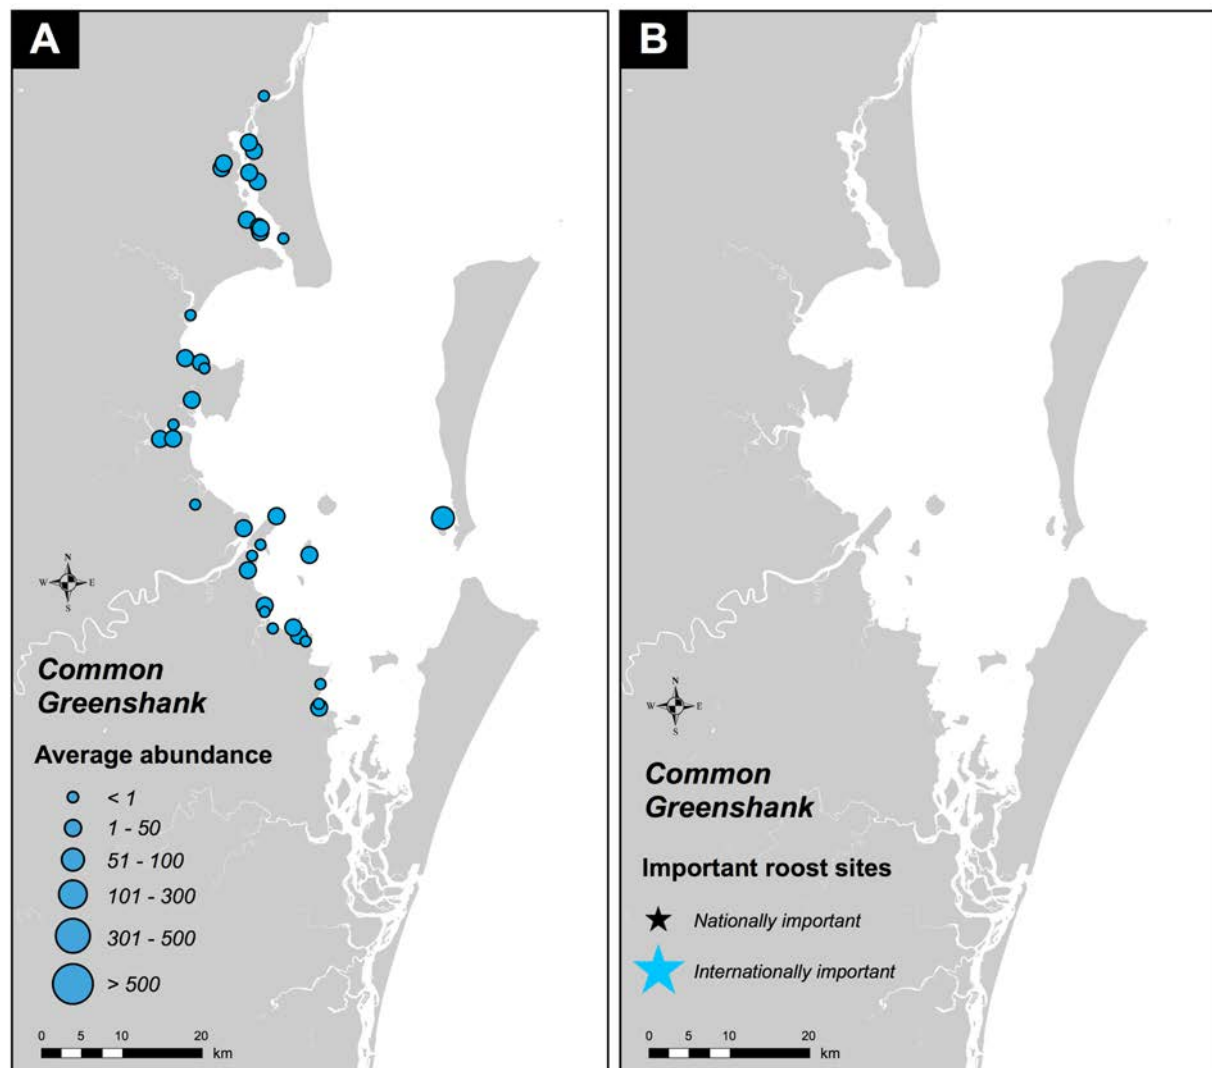 A
N
W E
S
Common
Greenshank
Average abundance
< 1
1 - 50
51 - 100
101 - 300
301 - 500
> 500
0 5 10 20
km
B
N
W E
S
Common
Greenshank
Important roost sites
Nationally important
Internationally important
0 5 10 20
km